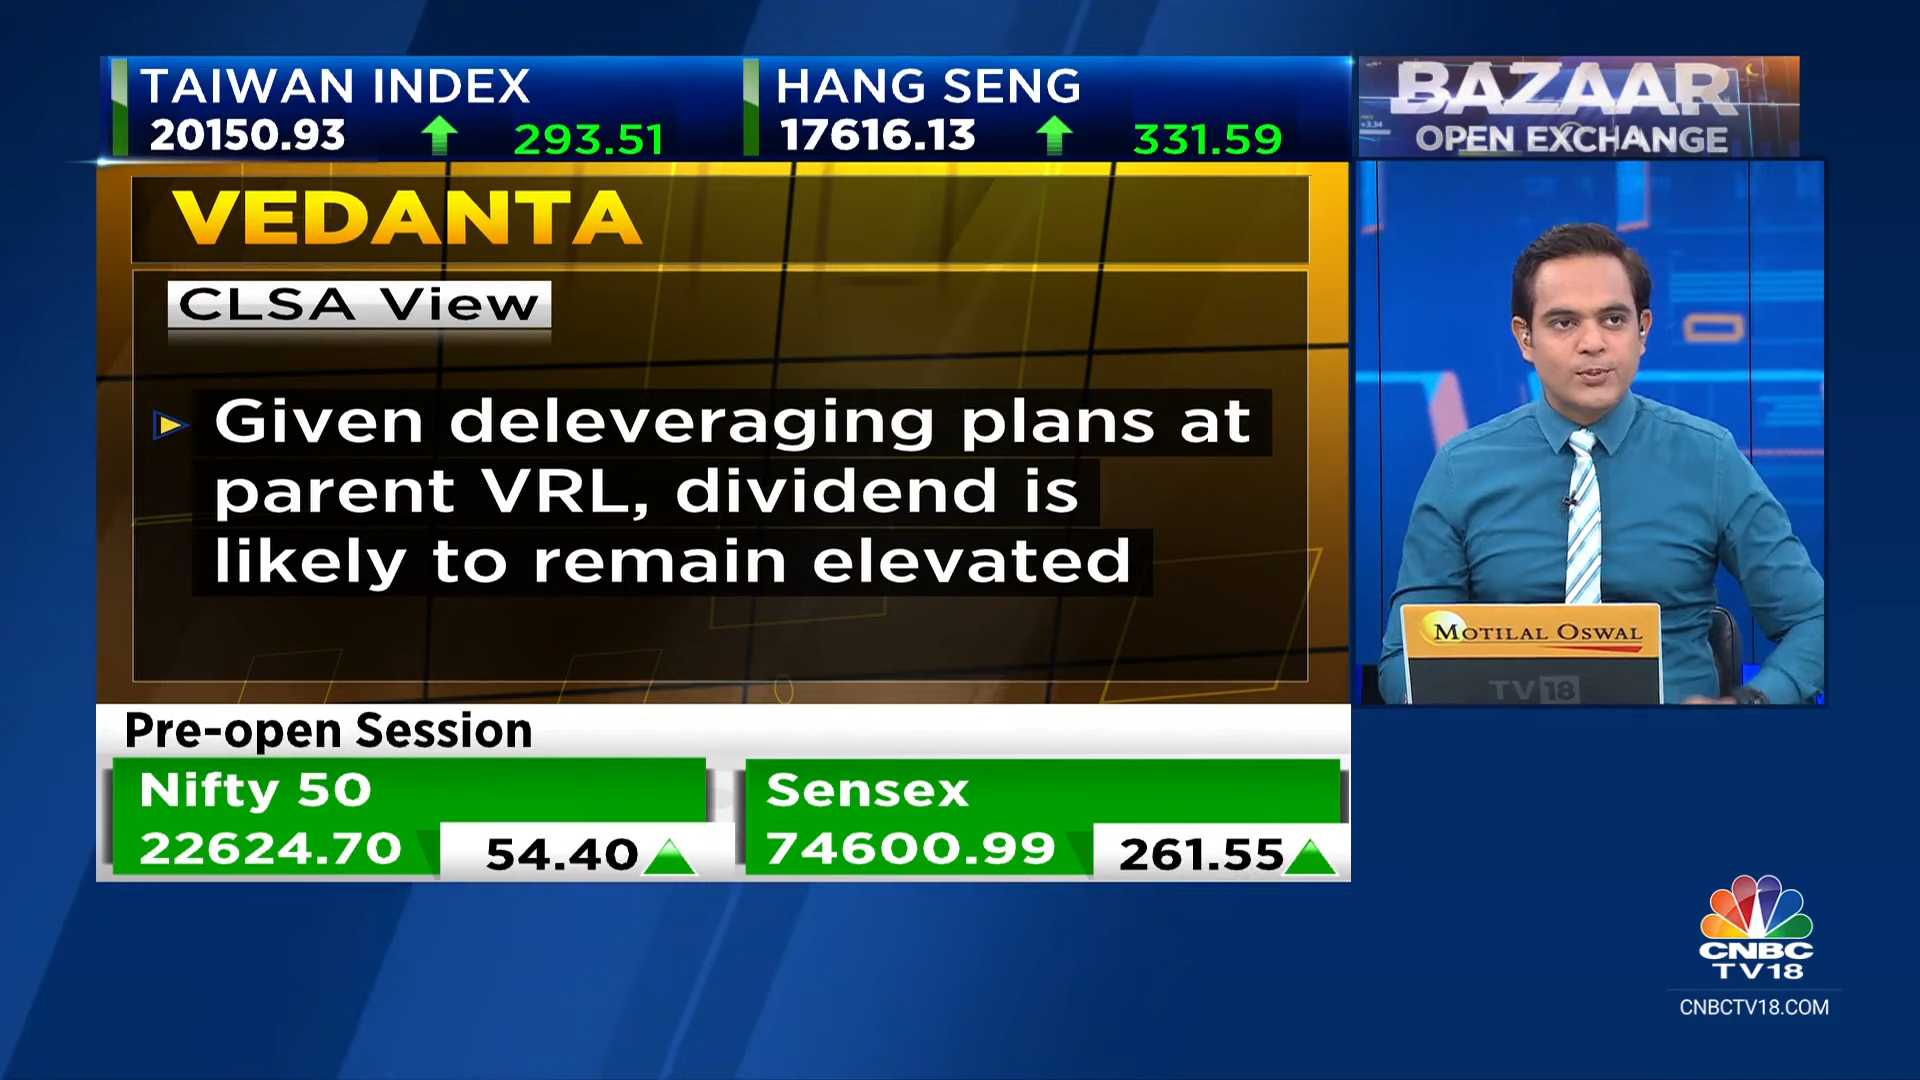 TAIWAN INDEX
20150.93 293.51
HANG SENG
17616.13 331.59
BAZAAR
OPEN EXCHANGE
VEDANTA
CLSA View
Given deleveraging plans at
parent VRL, dividend is
likely to remain elevated
MOTILAL OSWAL
TV18
Pre-open Session
Nifty 50
22624.70 54.40
Sensex
74600.99 261.55
CNBC
TV18
CNBCTV18.COM